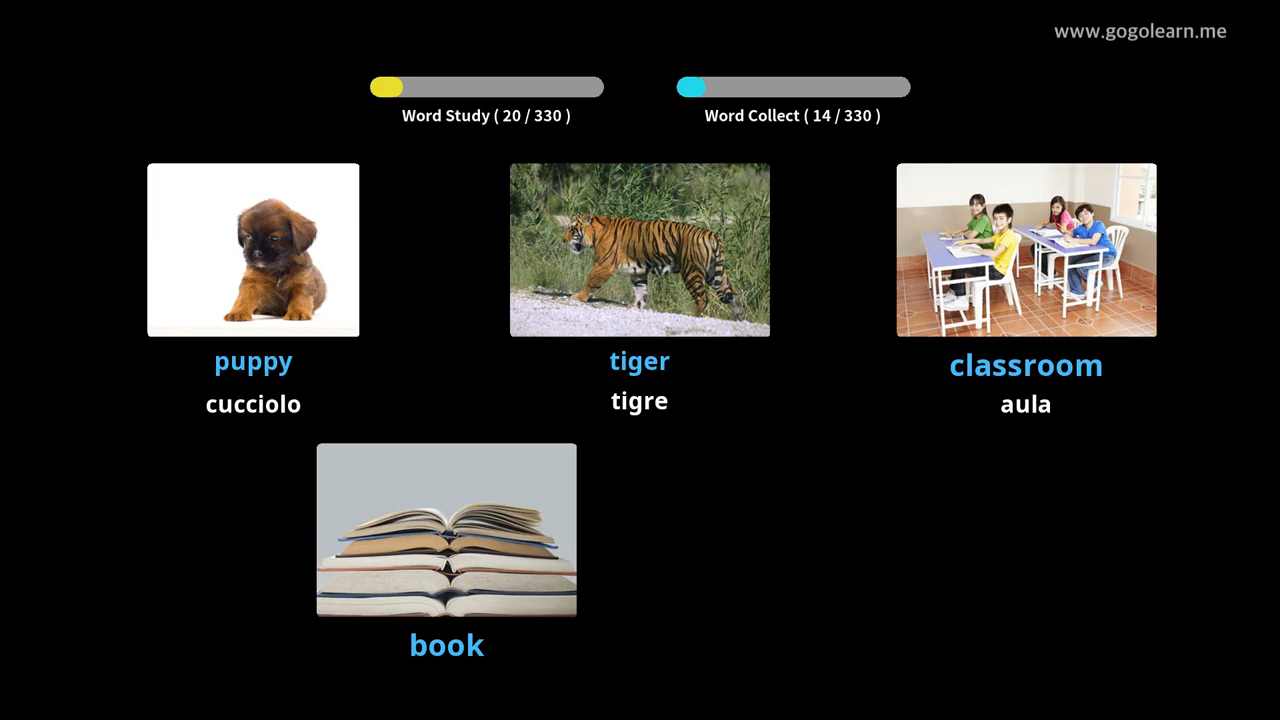 www.gogolearn.me
Word Study ( 20 / 330 )
Word Collect ( 14 / 330 )
puppy
cucciolo
tiger
tigre
classroom
aula
book